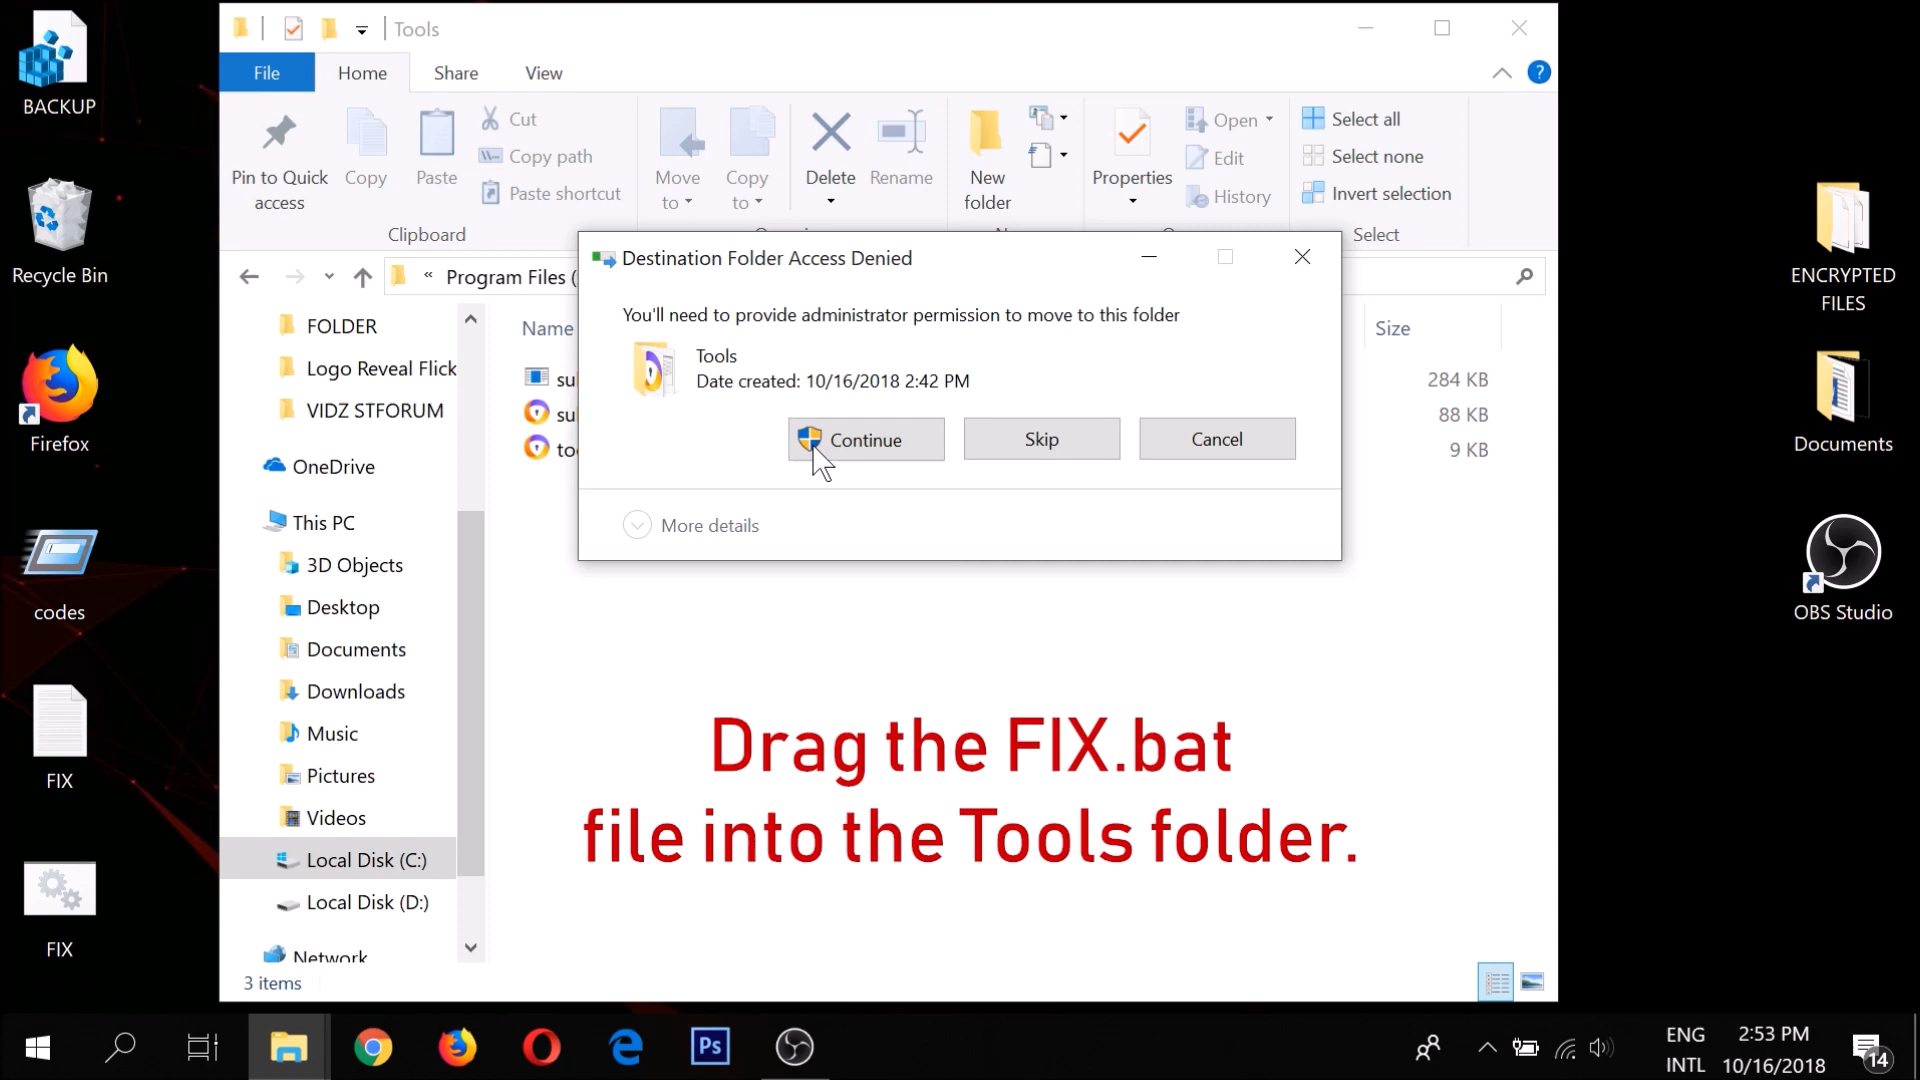 Tools
File
Home
Share
View
Pin to Quick
access
Copy
Paste
Cut
Copy path
Paste shortcut
Clipboard
Move
to
Copy
to
Delete
Rename
New
folder
Properties
Open
Edit
History
Select all
Select none
Invert selection
Select
« Program Files (
FOLDER
Logo Reveal Flick
VIDZ STFORUM
OneDrive
This PC
3D Objects
Desktop
Documents
Downloads
Music
Pictures
Videos
Local Disk (C:)
Local Disk (D:)
Network
Name
Size
su
284 KB
su
88 KB
too
9 KB
Destination Folder Access Denied
You'll need to provide administrator permission to move to this folder
Tools
Date created: 10/16/2018 2:42 PM
Continue
Skip
Cancel
More details
Drag the FIX.bat
file into the Tools folder.
3 items
BACKUP
Recycle Bin
Firefox
codes
FIX
FIX
ENCRYPTED
FILES
Documents
OBS Studio
Ps
ENG
INTL
2:53 PM
10/16/2018
14